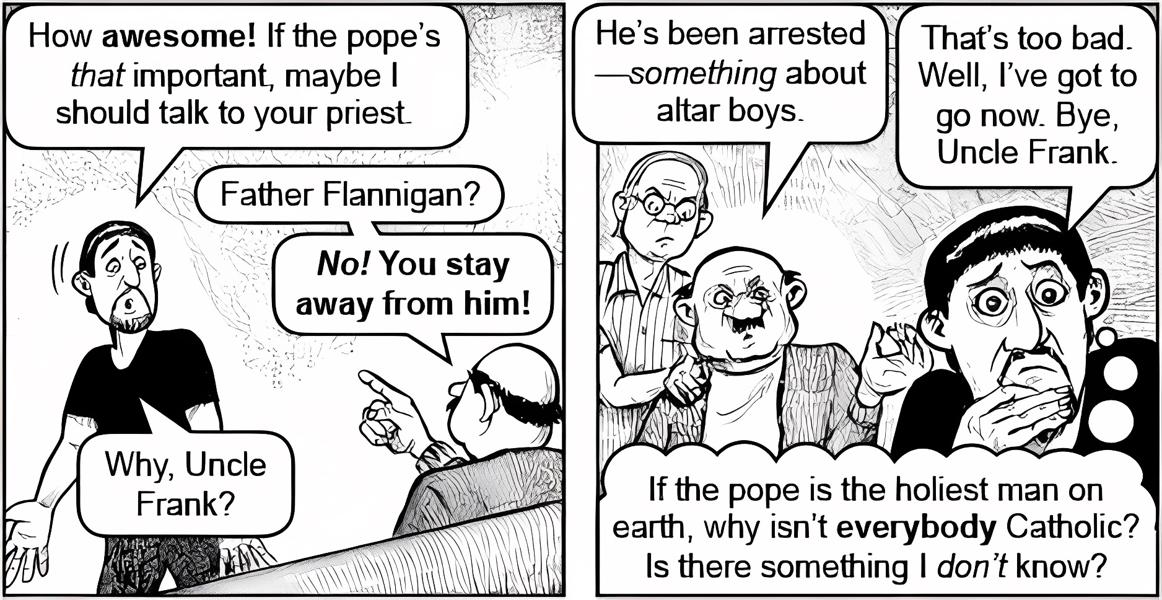 How awesome! If the pope's
that important, maybe I
should talk to your priest.
Father Flannigan?
No! You stay
away from him!
Why, Uncle
Frank?
He's been arrested
—something about
altar boys.
That's too bad.
Well, I've got to
go now. Bye,
Uncle Frank.
If the pope is the holiest man on
earth, why isn't everybody Catholic?
Is there something I don't know?